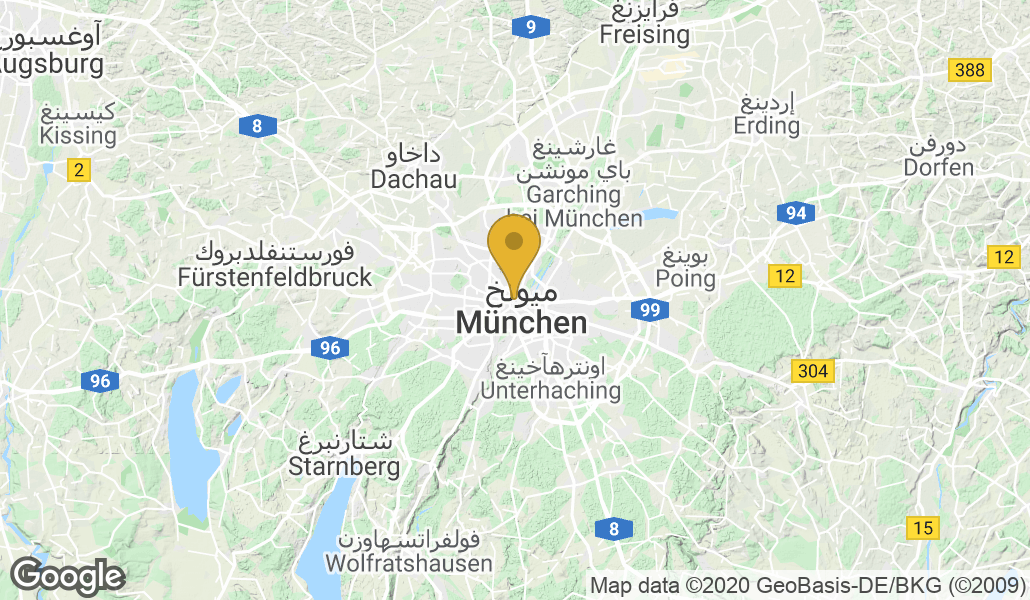 فرايزنغ
9
Freising
آوغسبورغ
Augsburg
388
كيسينغ
Kissing
إردينغ
Erding
8
غارشينغ
باي مونشن
Garching
bei München
داخاو
Dachau
دورفن
Dorfen
2
94
فورستنفلدبروك
Fürstenfeldbruck
بوينغ
Poing
12
12
ميونخ
München
99
96
96
اونترهآخينغ
Unterhaching
304
شتارنبرغ
Starnberg
8
15
فولفراتسهاوزن
Wolfratshausen
Google
Map data ©2020 GeoBasis-DE/BKG (©2009)